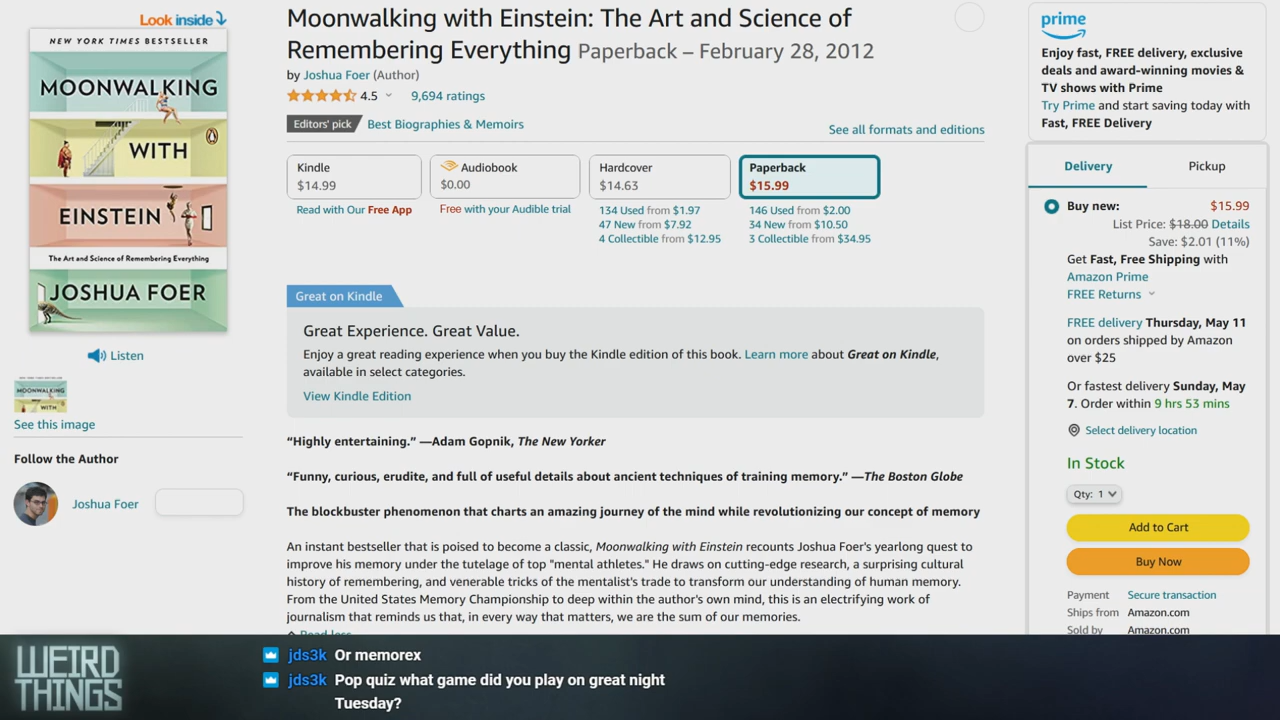 Look inside
NEW YORK TIMES BESTSELLER
MOONWALKING
WITH
EINSTEIN
The Art and Science of Remembering Everything
JOSHUA FOER
Listen
MOONWALKING
WITH
See this image
Follow the Author
Joshua Foer
Moonwalking with Einstein: The Art and Science of
Remembering Everything Paperback – February 28, 2012
by Joshua Foer (Author)
4.5 9,694 ratings
Editors' pick Best Biographies & Memoirs
See all formats and editions
Kindle
$14.99
Read with Our Free App
Audiobook
$0.00
Free with your Audible trial
Hardcover
$14.63
134 Used from $1.97
47 New from $7.92
4 Collectible from $12.95
Paperback
$15.99
146 Used from $2.00
34 New from $10.50
3 Collectible from $34.95
Great on Kindle
Great Experience. Great Value.
Enjoy a great reading experience when you buy the Kindle edition of this book. Learn more about Great on Kindle,
available in select categories.
View Kindle Edition
“Highly entertaining.” —Adam Gopnik, The New Yorker
“Funny, curious, erudite, and full of useful details about ancient techniques of training memory.” —The Boston Globe
The blockbuster phenomenon that charts an amazing journey of the mind while revolutionizing our concept of memory
An instant bestseller that is poised to become a classic, Moonwalking with Einstein recounts Joshua Foer's yearlong quest to
improve his memory under the tutelage of top "mental athletes." He draws on cutting-edge research, a surprising cultural
history of remembering, and venerable tricks of the mentalist's trade to transform our understanding of human memory.
From the United States Memory Championship to deep within the author's own mind, this is an electrifying work of
journalism that reminds us that, in every way that matters, we are the sum of our memories.
Read less
prime
Enjoy fast, FREE delivery, exclusive
deals and award-winning movies &
TV shows with Prime
Try Prime and start saving today with
Fast, FREE Delivery
Delivery Pickup
Buy new: $15.99
List Price: $18.00 Details
Save: $2.01 (11%)
Get Fast, Free Shipping with
Amazon Prime
FREE Returns
FREE delivery Thursday, May 11
on orders shipped by Amazon
over $25
Or fastest delivery Sunday, May
7. Order within 9 hrs 53 mins
Select delivery location
In Stock
Qty: 1
Add to Cart
Buy Now
Payment Secure transaction
Ships from Amazon.com
Sold by Amazon.com
WEIRD
THINGS
jds3k Or memorex
jds3k Pop quiz what game did you play on great night
Tuesday?